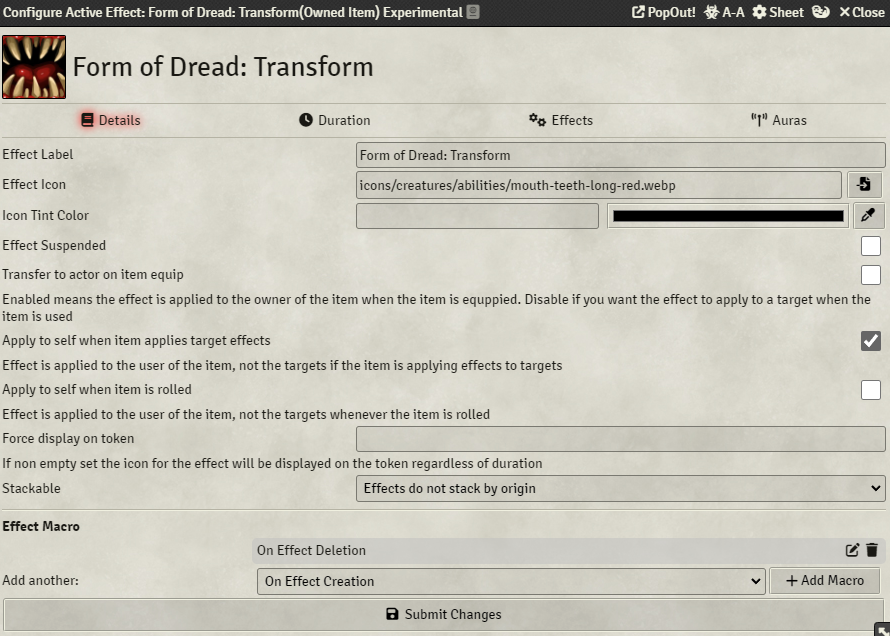 Configure Active Effect: Form of Dread: Transform(Owned Item) Experimental PopOut! A-A Sheet Close
Form of Dread: Transform
Details Duration Effects Auras
Effect Label Form of Dread: Transform
Effect Icon icons/creatures/abilities/mouth-teeth-long-red.webp
Icon Tint Color
Effect Suspended
Transfer to actor on item equip
Enabled means the effect is applied to the owner of the item when the item is equppied. Disable if you want the effect to apply to a target when the
item is used
Apply to self when item applies target effects
Effect is applied to the user of the item, not the targets if the item is applying effects to targets
Apply to self when item is rolled
Effect is applied to the user of the item, not the targets whenever the item is rolled
Force display on token
If non empty set the icon for the effect will be displayed on the token regardless of duration
Stackable Effects do not stack by origin
Effect Macro
On Effect Deletion
Add another: On Effect Creation + Add Macro
Submit Changes